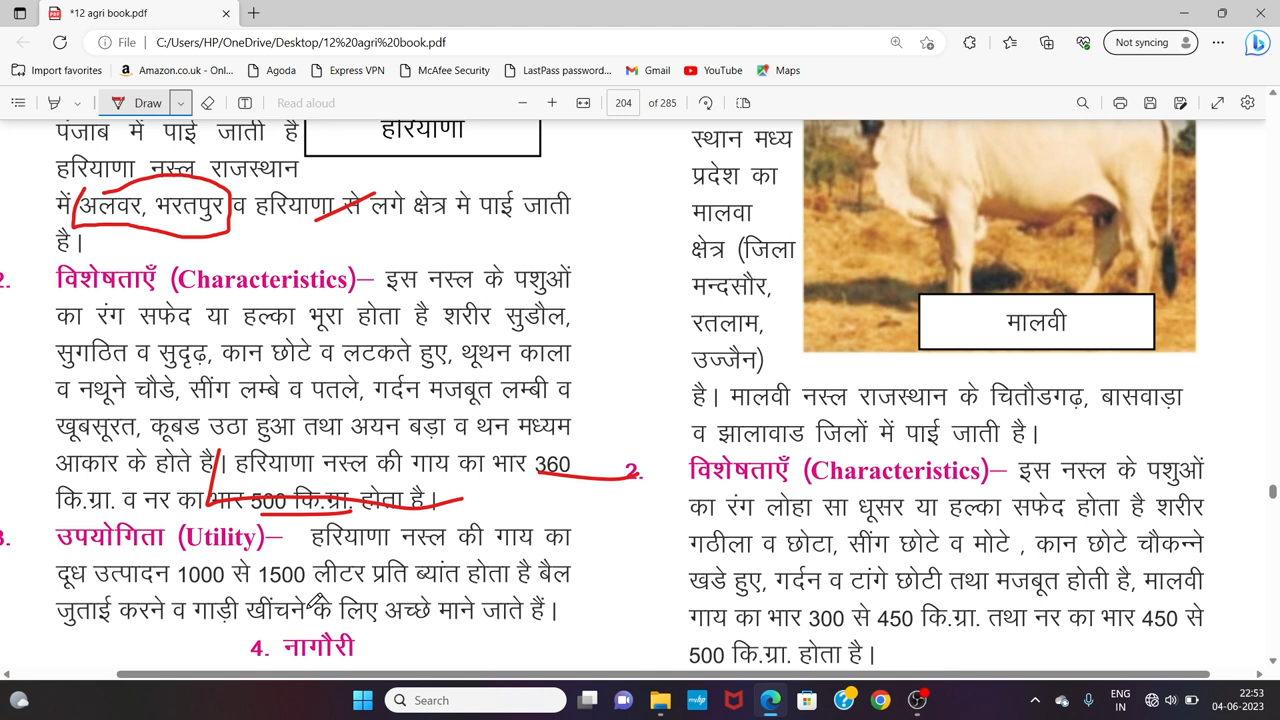 *12 agri book.pdf
File
C:/Users/HP/OneDrive/Desktop/12%20agri%20book.pdf
Not syncing
Import favorites
Amazon.co.uk - Onl...
Agoda
Express VPN
McAfee Security
LastPass password...
Gmail
YouTube
Maps
Draw
Read aloud
204 of 285
पंजाब में पाई जाती है
हरियाणा नस्ल राजस्थान
में अलवर, भरतपुर व हरियाणा से लगे क्षेत्र मे पाई जाती
है।
हरियाणा
2. विशेषताएँ (Characteristics)– इस नस्ल के पशुओं
का रंग सफेद या हल्का भूरा होता है शरीर सुडौल,
सुगठित व सुदृढ़, कान छोटे व लटकते हुए, थूथन काला
व नथूने चौडे, सींग लम्बे व पतले, गर्दन मजबूत लम्बी व
खूबसूरत, कूबड उठा हुआ तथा अयन बड़ा व थन मध्यम
आकार के होते है। हरियाणा नस्ल की गाय का भार 360
कि.ग्रा. व नर का भार 500 कि.ग्रा. होता है।
3. उपयोगिता (Utility)– हरियाणा नस्ल की गाय का
दूध उत्पादन 1000 से 1500 लीटर प्रति ब्यांत होता है बैल
जुताई करने व गाड़ी खींचने के लिए अच्छे माने जाते हैं।
4. नागौरी
स्थान मध्य
प्रदेश का
मालवा
क्षेत्र (जिला
मन्दसौर,
रतलाम,
उज्जैन)
मालवी
है। मालवी नस्ल राजस्थान के चितौडगढ़, बासवाड़ा
व झालावाड जिलों में पाई जाती है।
2. विशेषताएँ (Characteristics)– इस नस्ल के पशुओं
का रंग लोहा सा धूसर या हल्का सफेद होता है शरीर
गठीला व छोटा, सींग छोटे व मोटे , कान छोटे चौकन्ने
खडे हुए, गर्दन व टांगे छोटी तथा मजबूत होती है, मालवी
गाय का भार 300 से 450 कि.ग्रा. तथा नर का भार 450 से
500 कि.ग्रा. होता है।
Search
ENG
IN
22:53
04-06-2023